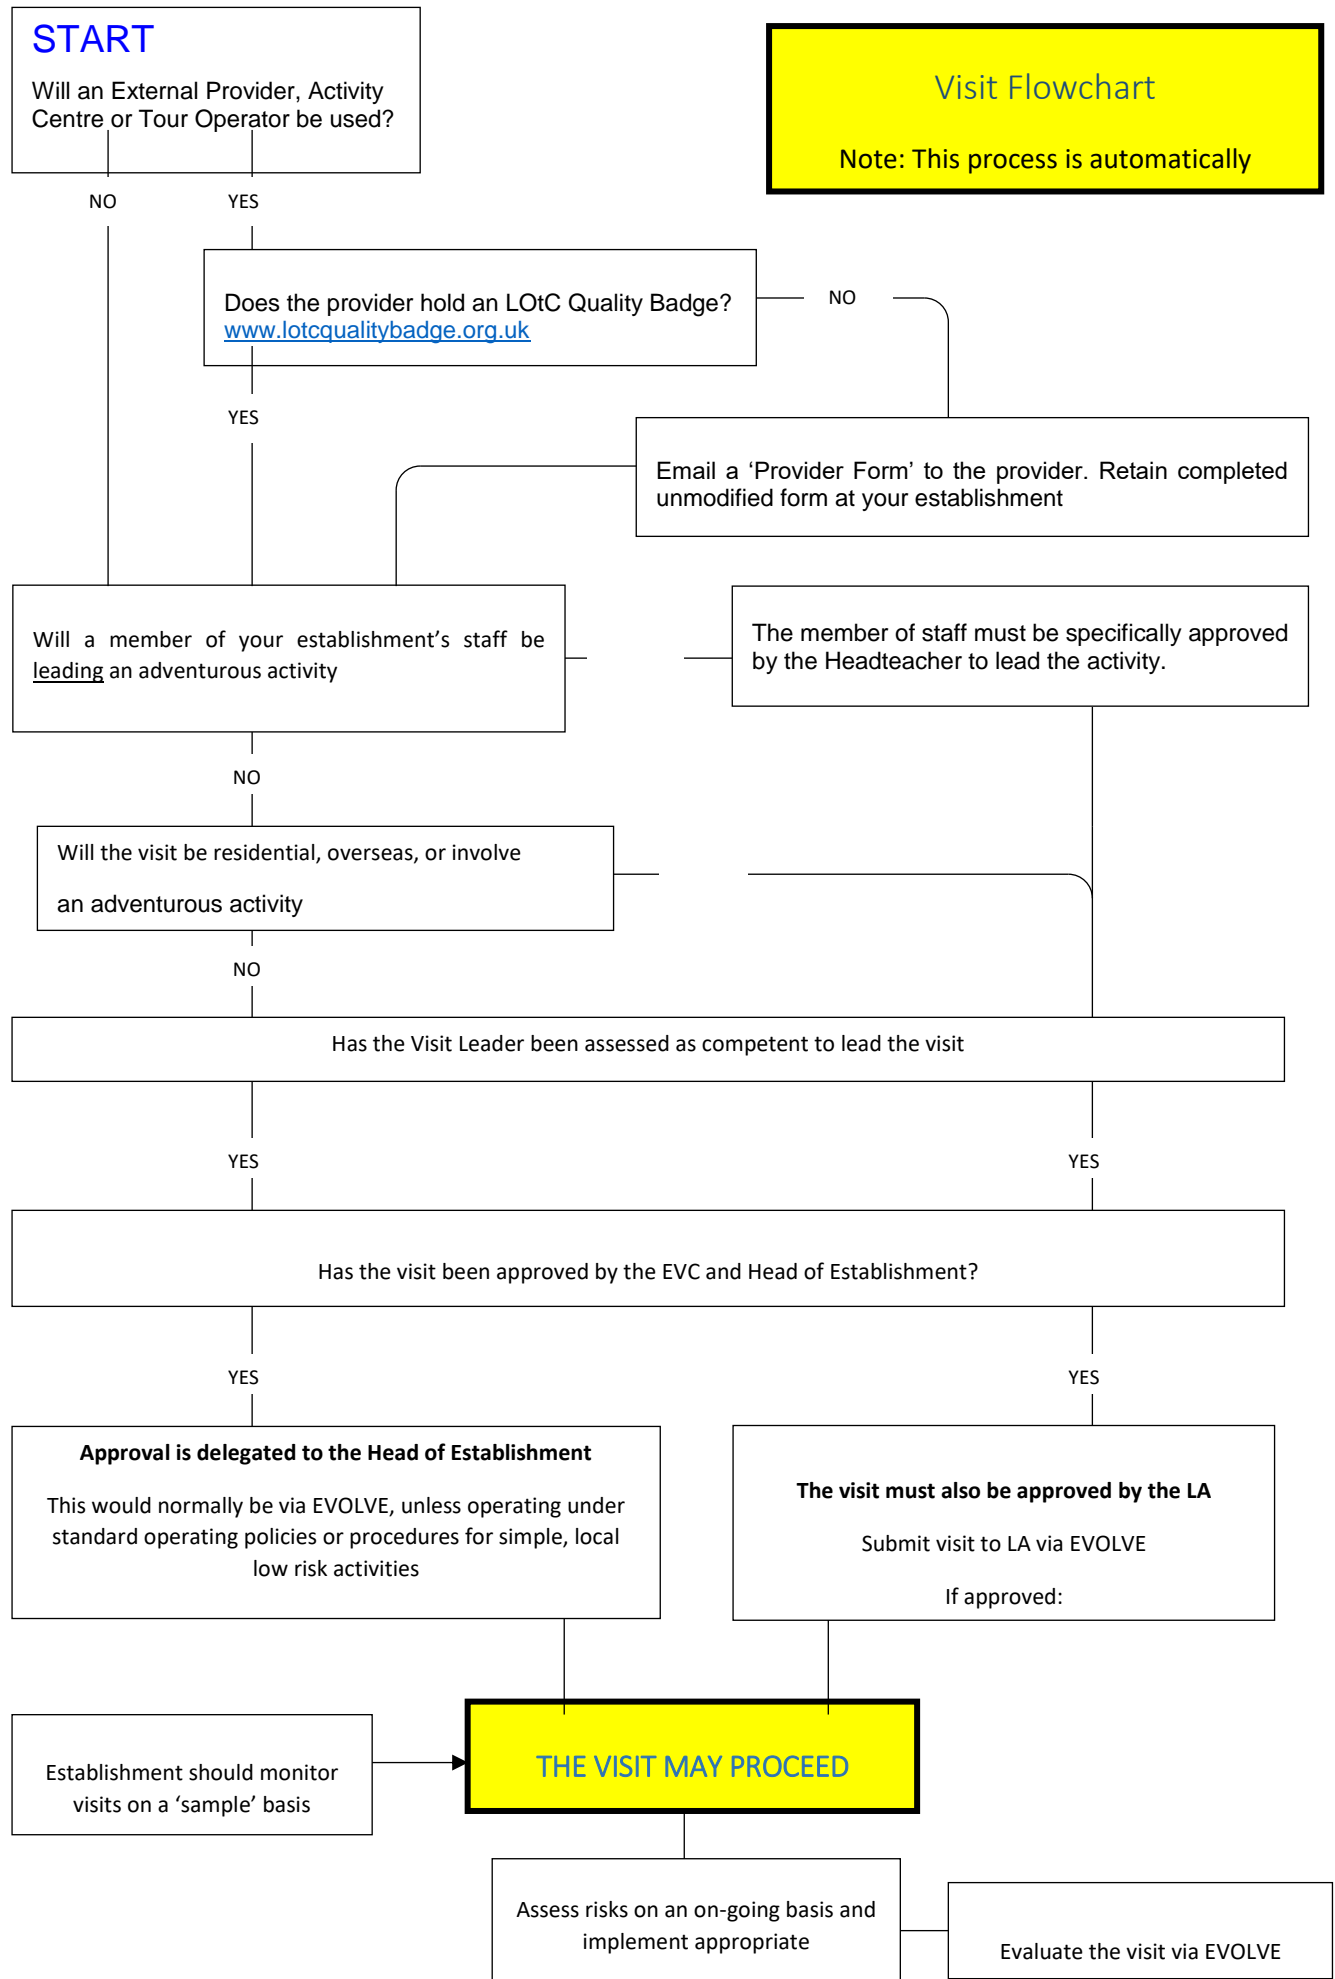 START
Will an External Provider, Activity
Centre or Tour Operator be used?
Visit Flowchart
Note: This process is automatically
NO
YES
Does the provider hold an LOtC Quality Badge?
www.lotcqualitybadge.org.uk
NO
YES
Email a ‘Provider Form’ to the provider. Retain completed
unmodified form at your establishment
Will a member of your establishment’s staff be
leading an adventurous activity
The member of staff must be specifically approved
by the Headteacher to lead the activity.
NO
Will the visit be residential, overseas, or involve
an adventurous activity
NO
Has the Visit Leader been assessed as competent to lead the visit
YES
YES
Has the visit been approved by the EVC and Head of Establishment?
YES
YES
Approval is delegated to the Head of Establishment
This would normally be via EVOLVE, unless operating under
standard operating policies or procedures for simple, local
low risk activities
The visit must also be approved by the LA
Submit visit to LA via EVOLVE
If approved:
Establishment should monitor
visits on a ‘sample’ basis
THE VISIT MAY PROCEED
Assess risks on an on-going basis and
implement appropriate
Evaluate the visit via EVOLVE